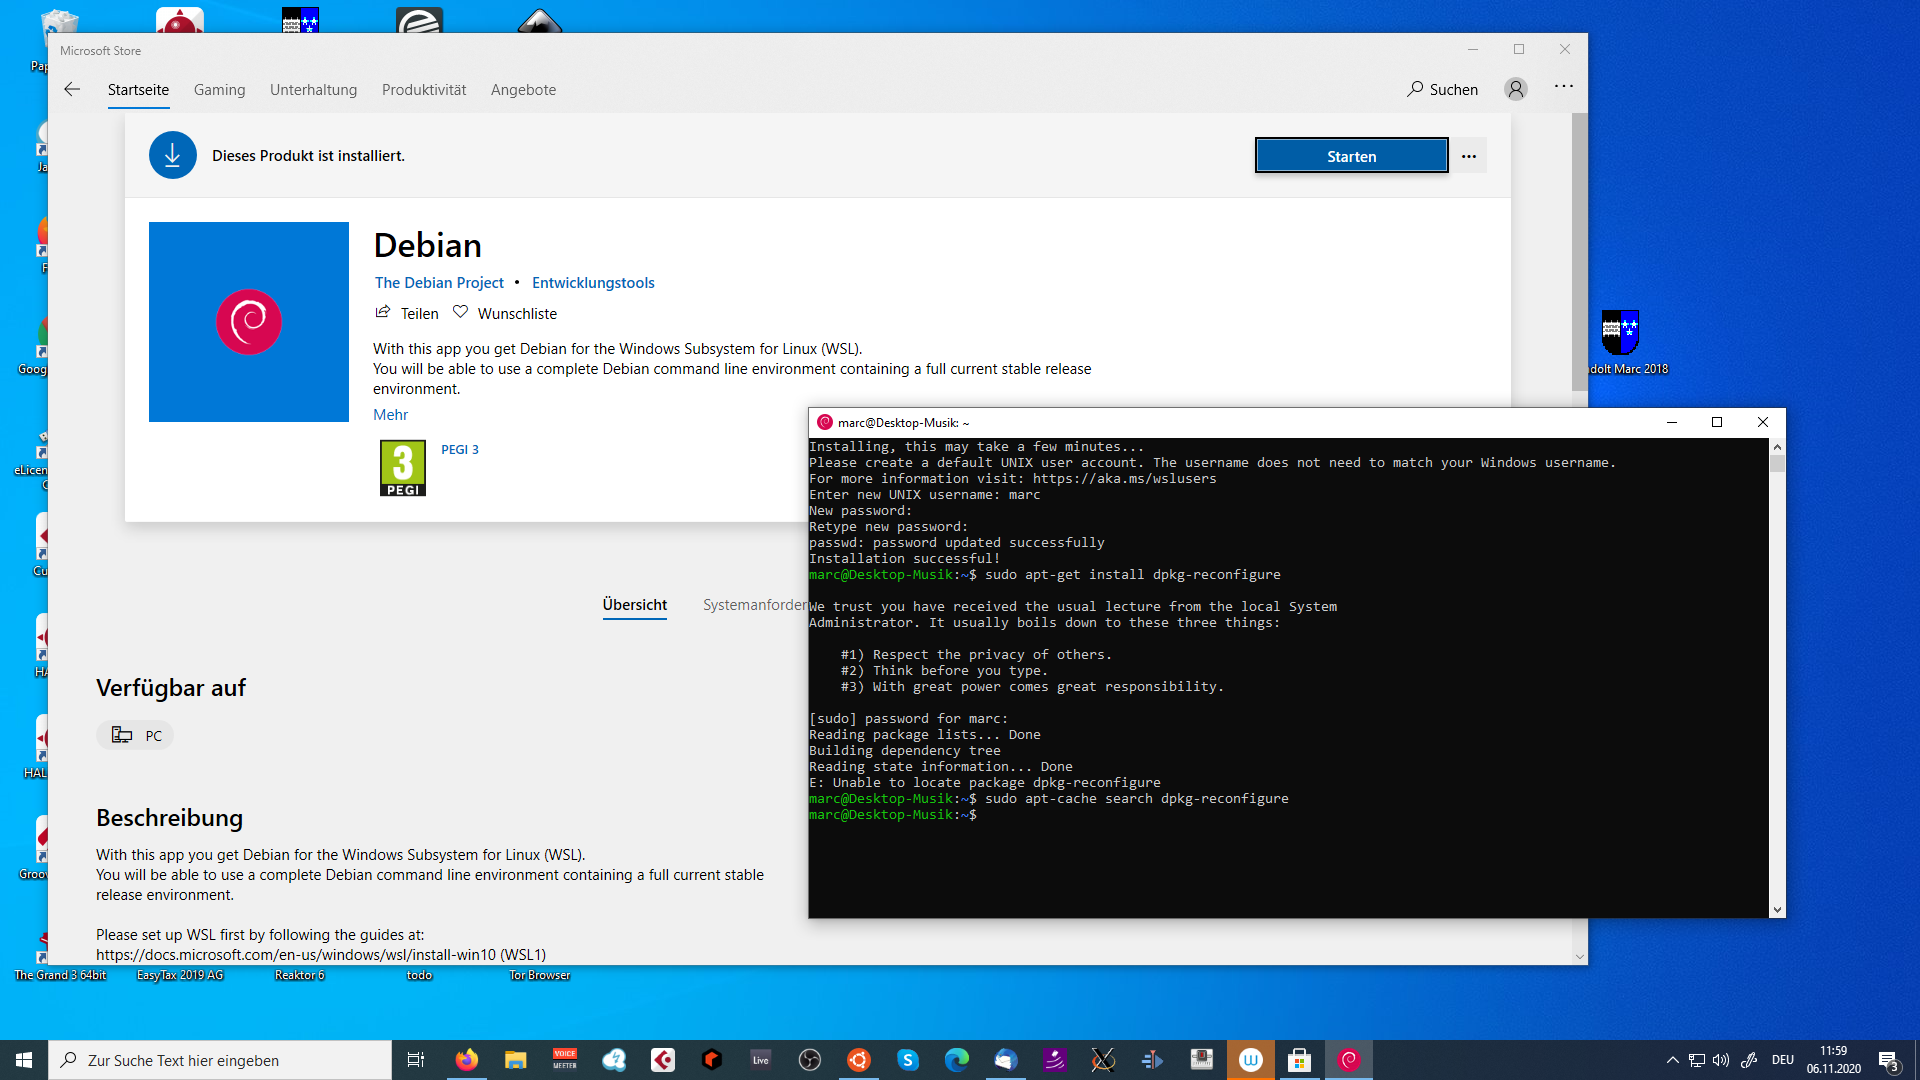 Microsoft Store
Startseite
Gaming
Unterhaltung
Produktivität
Angebote
Suchen
Dieses Produkt ist installiert.
Starten
Debian
The Debian Project • Entwicklungstools
Teilen
Wunschliste
With this app you get Debian for the Windows Subsystem for Linux (WSL).
You will be able to use a complete Debian command line environment containing a full current stable release
environment.
Mehr
3
PEGI
PEGI 3
Übersicht
Systemanforder
Verfügbar auf
PC
Beschreibung
With this app you get Debian for the Windows Subsystem for Linux (WSL).
You will be able to use a complete Debian command line environment containing a full current stable
release environment.
Please set up WSL first by following the guides at:
https://docs.microsoft.com/en-us/windows/wsl/install-win10 (WSL1)
marc@Desktop-Musik: ~
Installing, this may take a few minutes...
Please create a default UNIX user account. The username does not need to match your Windows username.
For more information visit: https://aka.ms/wslusers
Enter new UNIX username: marc
New password:
Retype new password:
passwd: password updated successfully
Installation successful!
marc@Desktop-Musik:~$ sudo apt-get install dpkg-reconfigure
We trust you have received the usual lecture from the local System
Administrator. It usually boils down to these three things:
#1) Respect the privacy of others.
#2) Think before you type.
#3) With great power comes great responsibility.
[sudo] password for marc:
Reading package lists... Done
Building dependency tree
Reading state information... Done
E: Unable to locate package dpkg-reconfigure
marc@Desktop-Musik:~$ sudo apt-cache search dpkg-reconfigure
marc@Desktop-Musik:~$
Pap
Ja
F
Goog
eLicen
C
Cu
HA
HAL
Groov
dolt Marc 2018
The Grand 3 64bit
EasyTax 2019 AG
Reaktor 6
todo
Tor Browser
Zur Suche Text hier eingeben
VOICE
MEETER
Live
DEU
11:59
06.11.2020
3